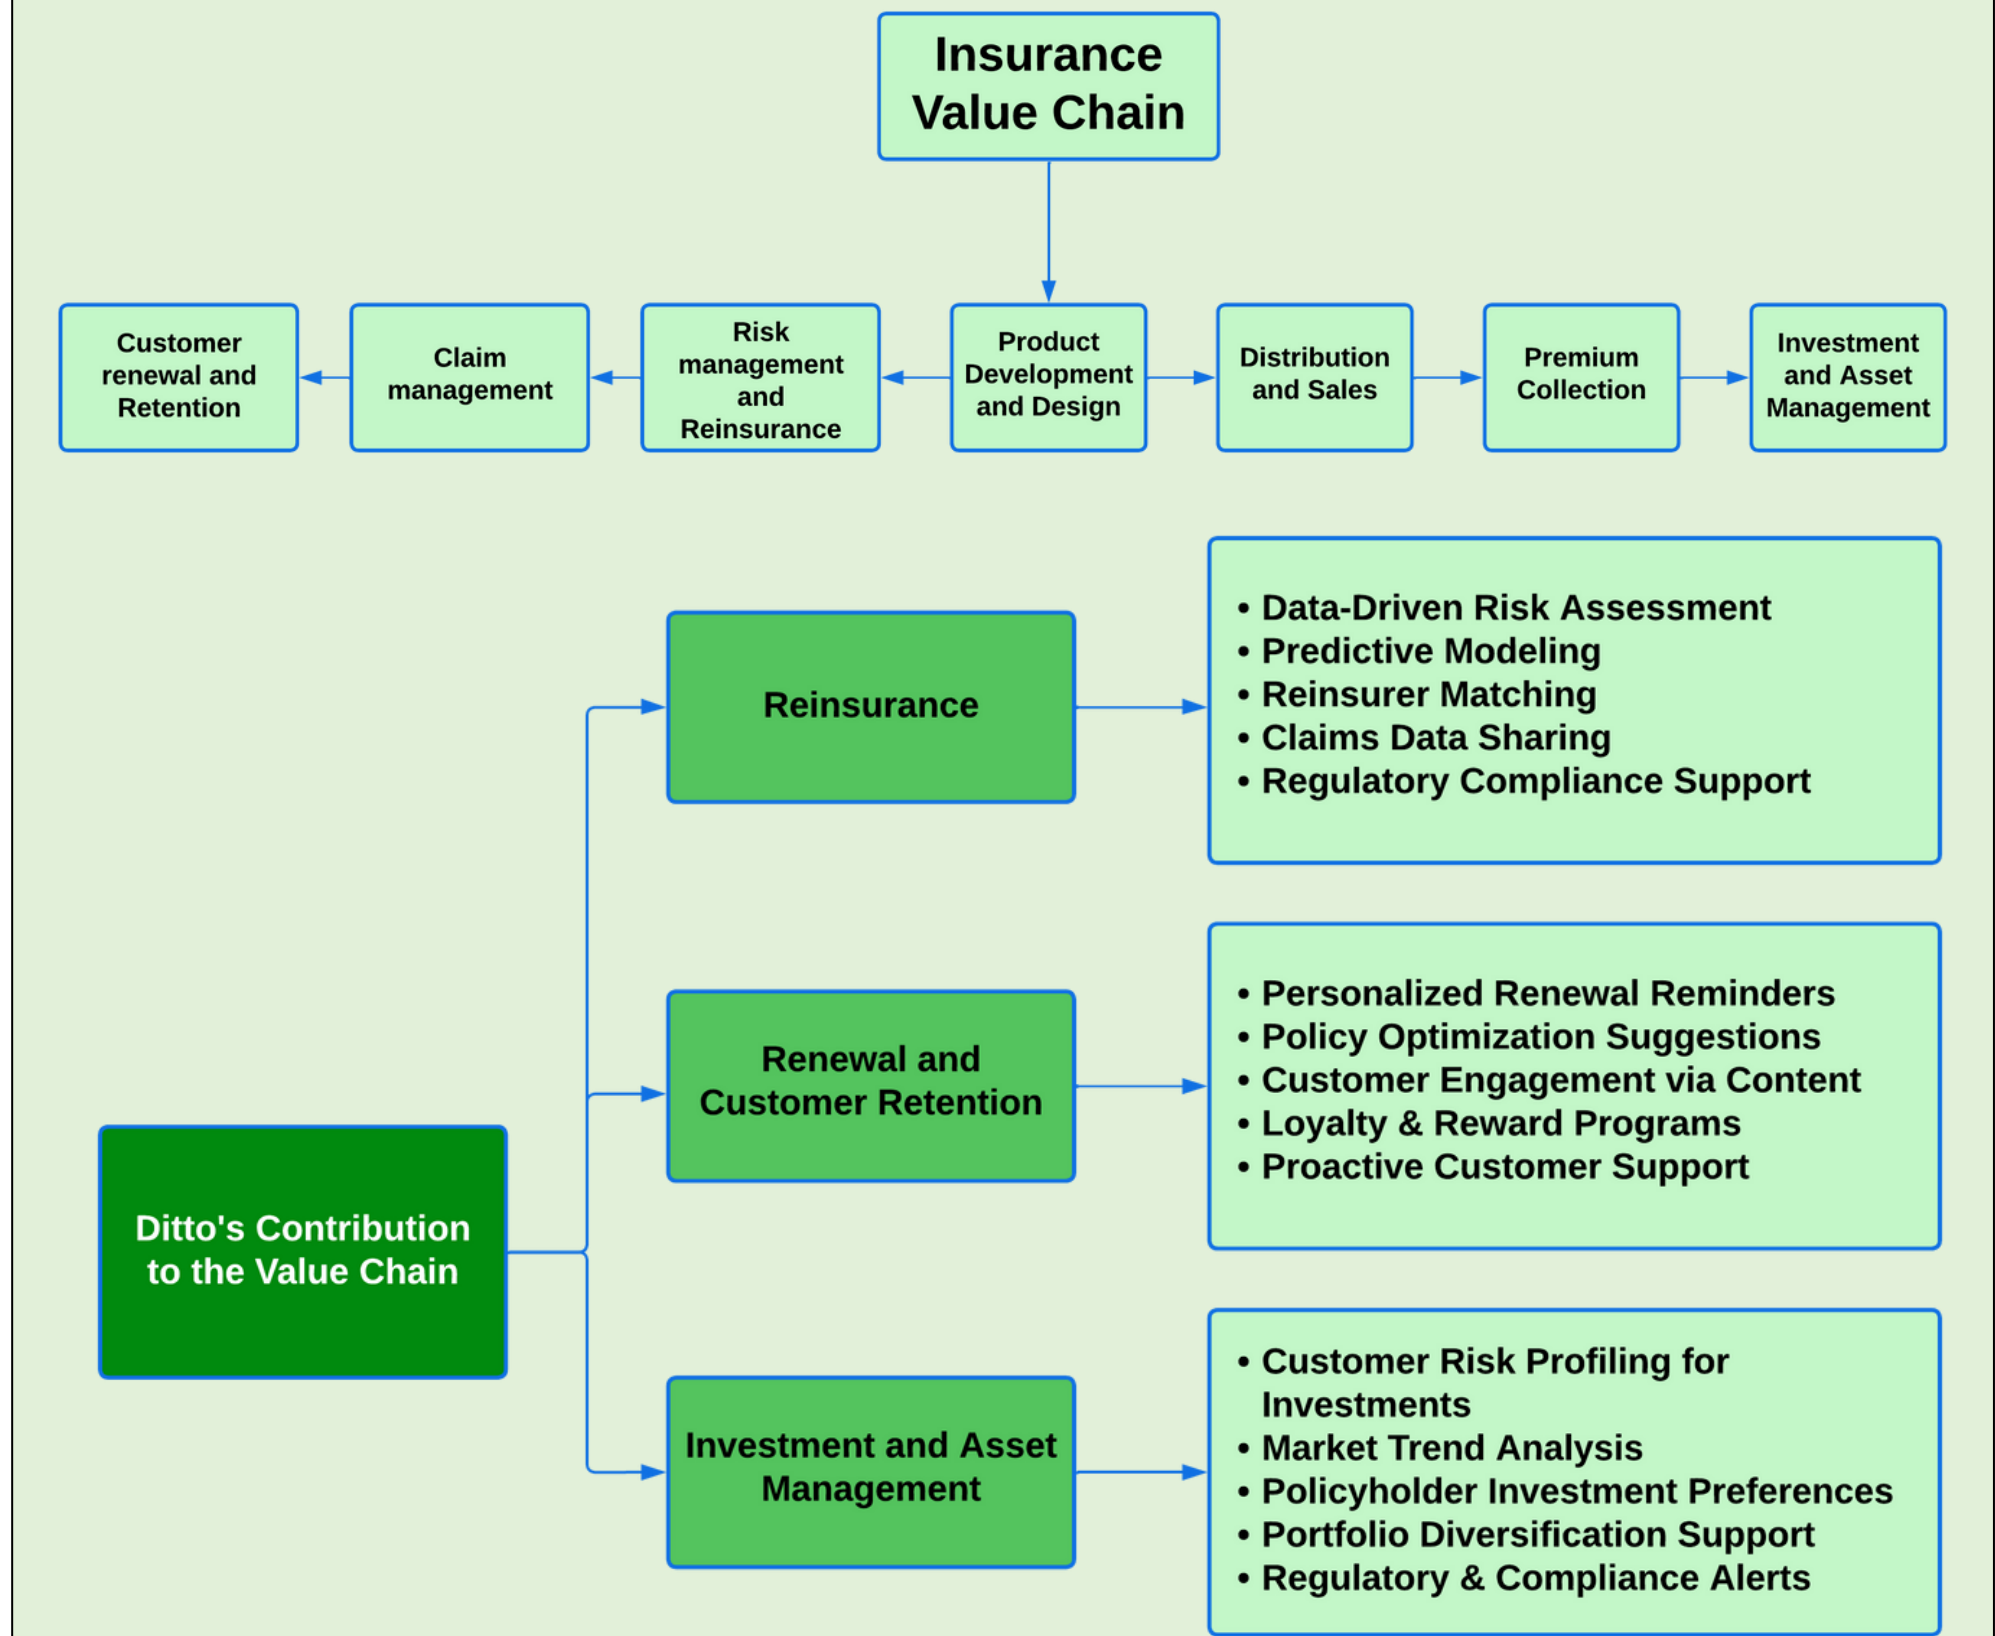 Insurance
Value Chain
Customer
renewal and
Retention
Claim
management
Risk
management
and
Reinsurance
Product
Development
and Design
Distribution
and Sales
Premium
Collection
Investment
and Asset
Management
Reinsurance
• Data-Driven Risk Assessment
• Predictive Modeling
• Reinsurer Matching
• Claims Data Sharing
• Regulatory Compliance Support
Renewal and
Customer Retention
• Personalized Renewal Reminders
• Policy Optimization Suggestions
• Customer Engagement via Content
• Loyalty & Reward Programs
• Proactive Customer Support
Ditto's Contribution
to the Value Chain
Investment and Asset
Management
• Customer Risk Profiling for
Investments
• Market Trend Analysis
• Policyholder Investment Preferences
• Portfolio Diversification Support
• Regulatory & Compliance Alerts